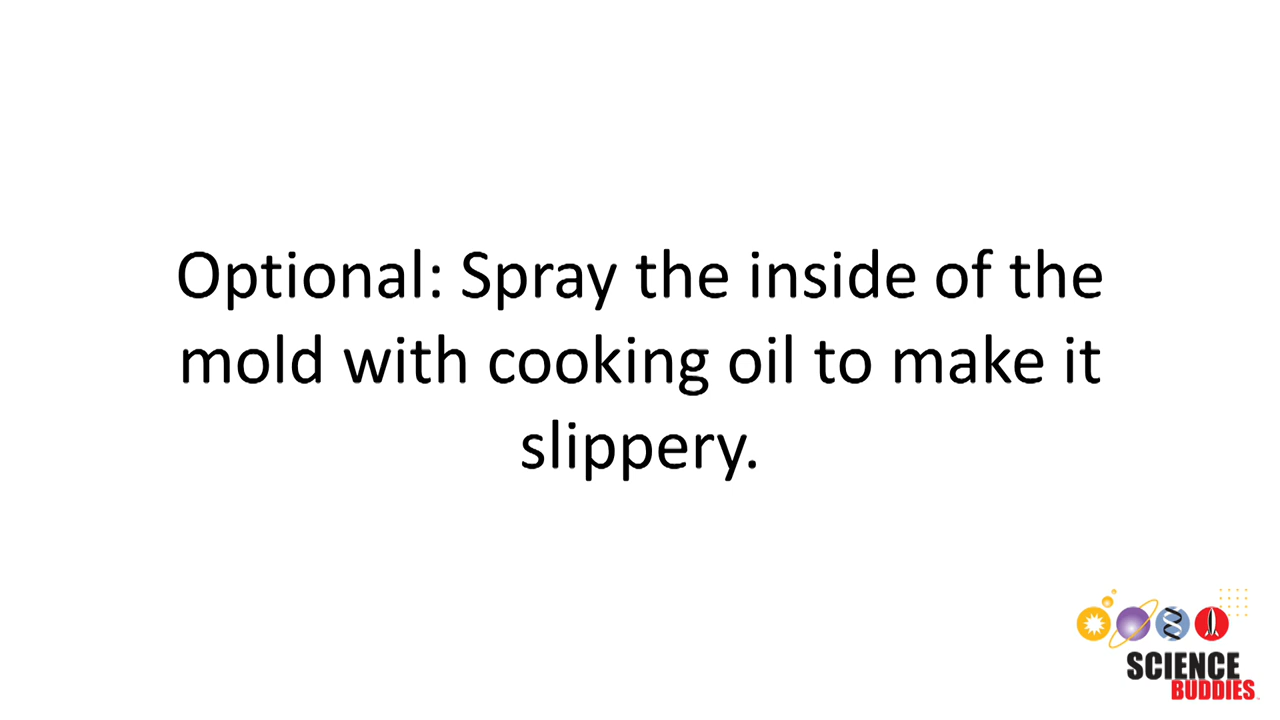 Optional: Spray the inside of the
mold with cooking oil to make it
slippery.
SCIENCE
BUDDIES